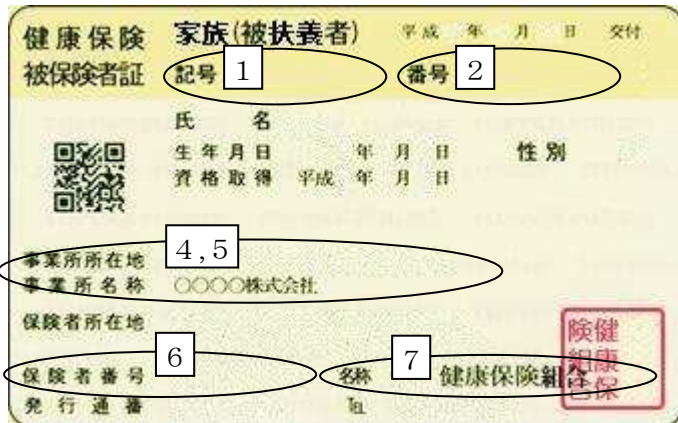 健康保険 家族(被扶養者) 平成 年 月 日 交付
被保険者証 記号 1 番号 2
氏 名
生年月日 年 月 日 性別
資格取得 平成 年 月 日
事業所所在地 4,5
事業所名称 〇〇〇〇株式会社
保険者所在地
保険者番号 6 名称 7 健康保険組合
発行通番 TEL
健康保
険組合